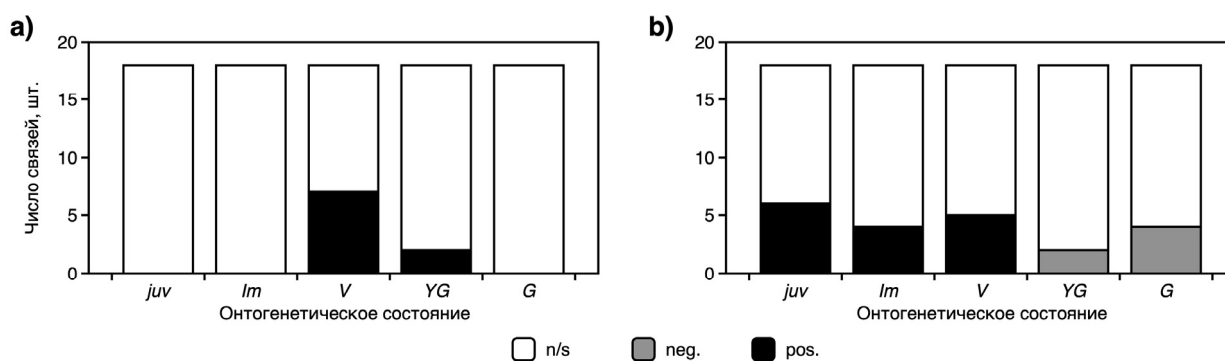 a)
20
15
10
5
0
Число связей, шт.
juv Im V YG G
Онтогенетическое состояние
b)
20
15
10
5
0
juv Im V YG G
Онтогенетическое состояние
n/s neg. pos.